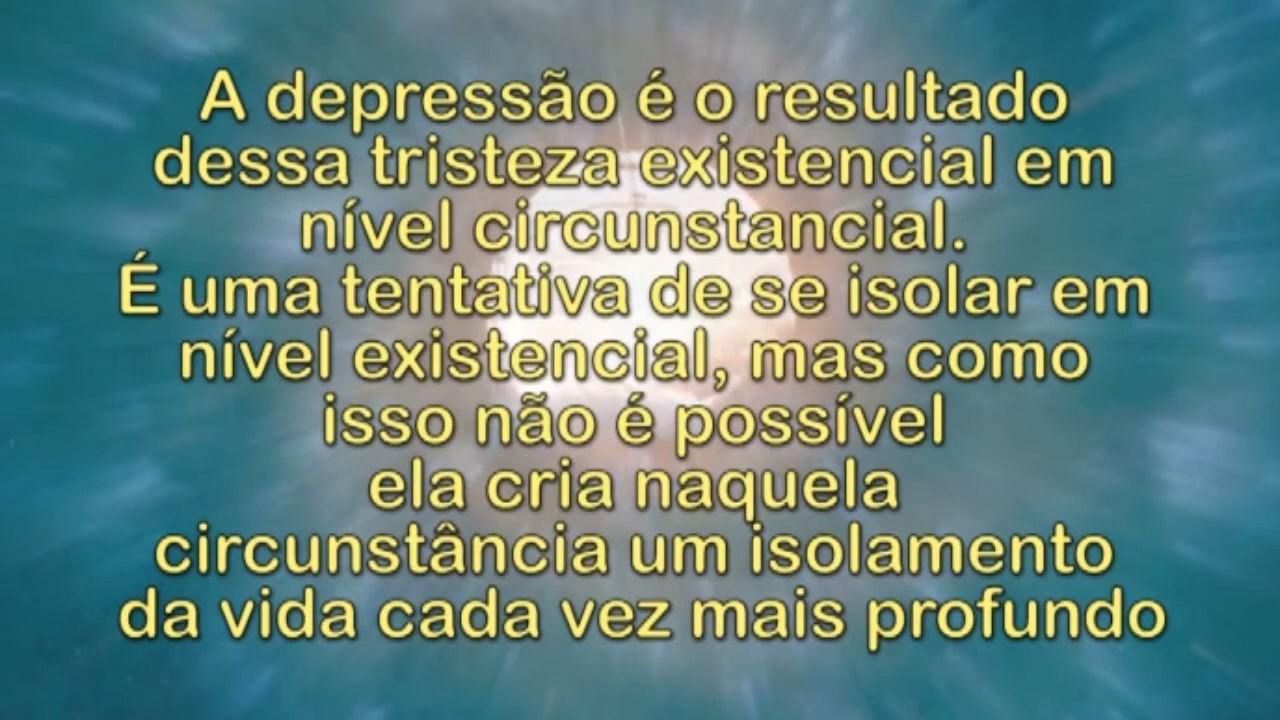 A depressão é o resultado
dessa tristeza existencial em
nível circunstancial.
É uma tentativa de se isolar em
nível existencial, mas como
isso não é possível
ela cria naquela
circunstância um isolamento
da vida cada vez mais profundo